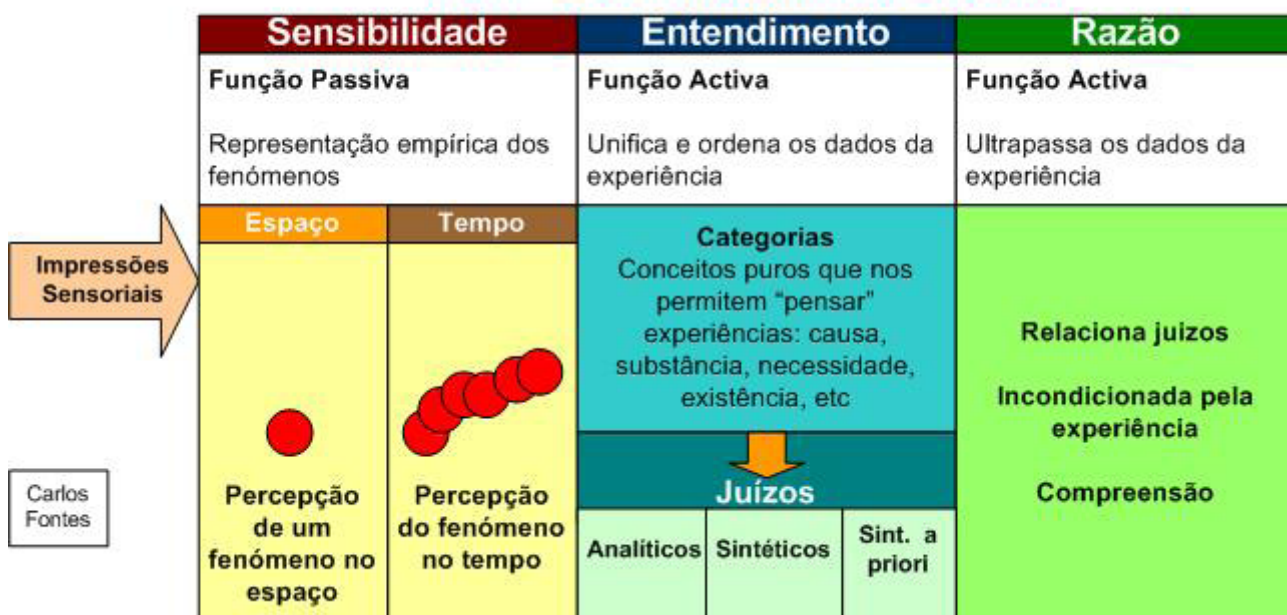 Sensibilidade
Entendimento
Razão
Função Passiva
Representação empírica dos
fenómenos
Função Activa
Unifica e ordena os dados da
experiência
Função Activa
Ultrapassa os dados da
experiência
Impressões
Sensoriais
Espaço
Tempo
Percepção
de um
fenómeno no
espaço
Percepção
do fenómeno
no tempo
Categorias
Conceitos puros que nos
permitem “pensar”
experiências: causa,
substância, necessidade,
existência, etc
Juízos
Analíticos
Sintéticos
Sint. a
priori
Relaciona juizos
Incondicionada pela
experiência
Compreensão
Carlos
Fontes